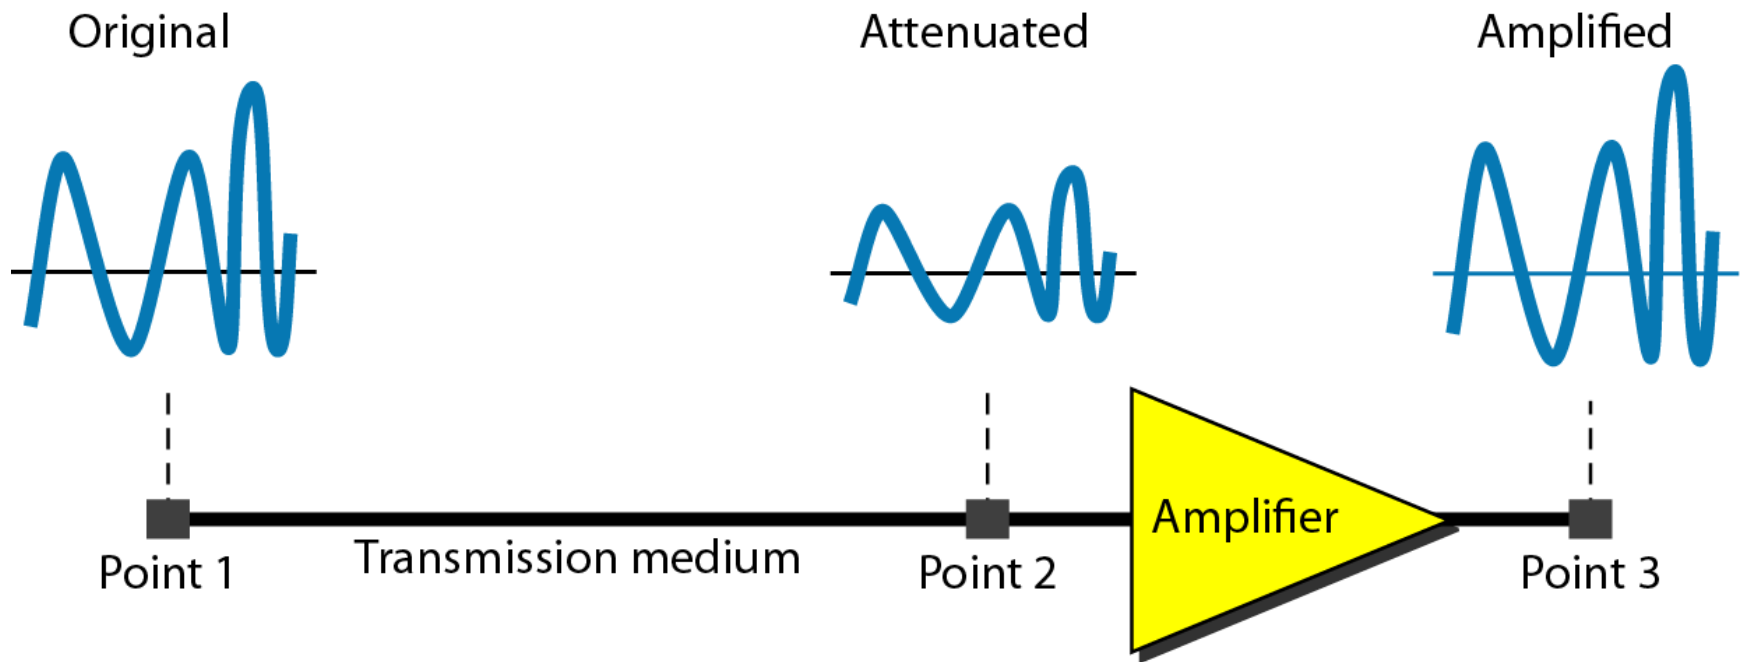 Original
Attenuated
Amplified
Amplifier
Transmission medium
Point 1
Point 2
Point 3